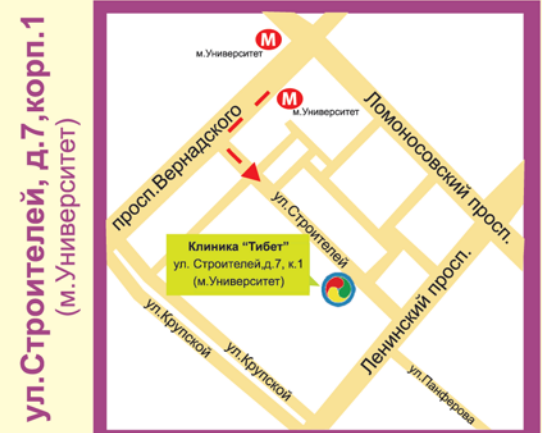 ул.Строителей, д.7,корп.1
(м.Университет)
М
м.Университет
М
м.Университет
просп.Вернадского
Ломоносовский просп.
ул.Строителей
Клиника “Тибет”
ул. Строителей,д.7, к.1
(м.Университет)
Ленинский просп.
ул.Крупской
ул.Крупской
ул.Панферова